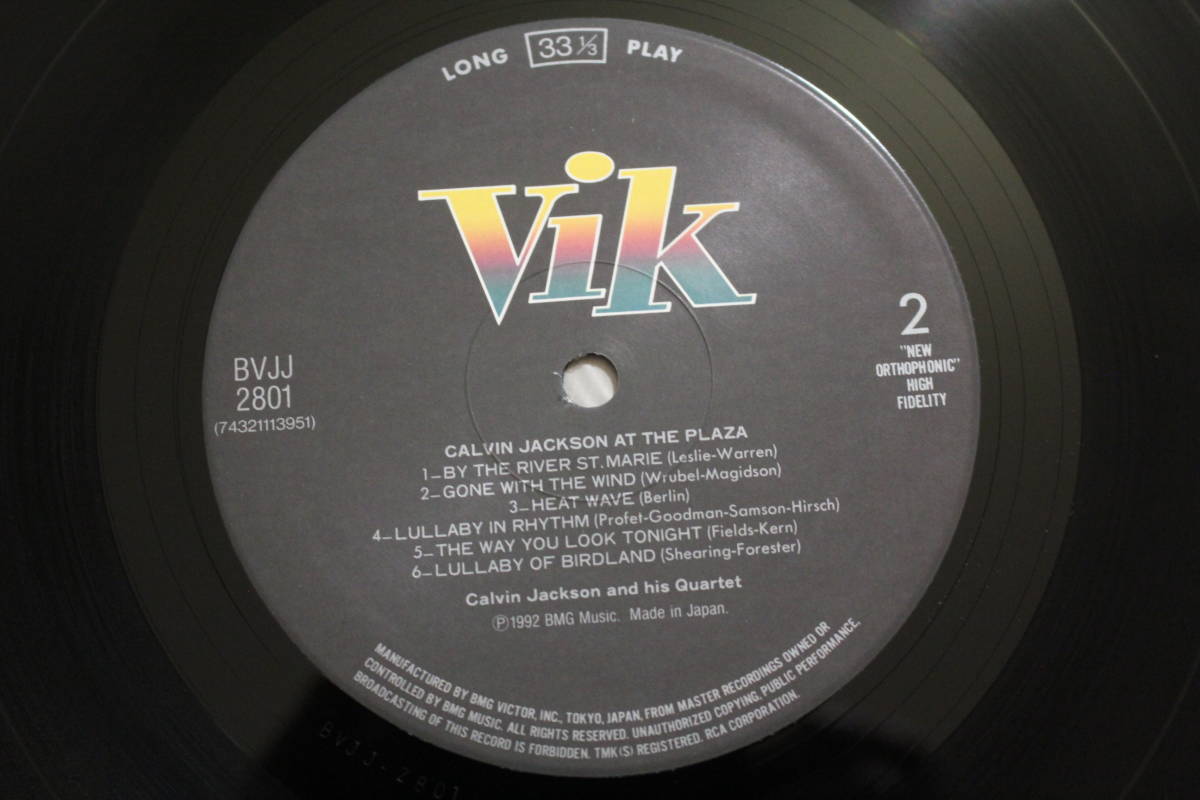 LONG 33⅓ PLAY
Vik
BVJJ
2801
(74321113951)
2
"NEW
ORTHOPHONIC"
HIGH
FIDELITY
CALVIN JACKSON AT THE PLAZA
1–BY THE RIVER ST. MARIE (Leslie-Warren)
2–GONE WITH THE WIND (Wrubel-Magidson)
3–HEAT WAVE (Berlin)
4–LULLABY IN RHYTHM (Profet-Goodman-Samson-Hirsch)
5–THE WAY YOU LOOK TONIGHT (Fields-Kern)
6–LULLABY OF BIRDLAND (Shearing-Forester)
Calvin Jackson and his Quartet
℗1992 BMG Music. Made in Japan.
MANUFACTURED BY BMG VICTOR, INC., TOKYO, JAPAN, FROM MASTER RECORDINGS OWNED OR
CONTROLLED BY BMG MUSIC. ALL RIGHTS RESERVED. UNAUTHORIZED COPYING, PUBLIC PERFORMANCE,
BROADCASTING OF THIS RECORD IS FORBIDDEN. TMK(S) REGISTERED. RCA CORPORATION.
BVJJ-2801